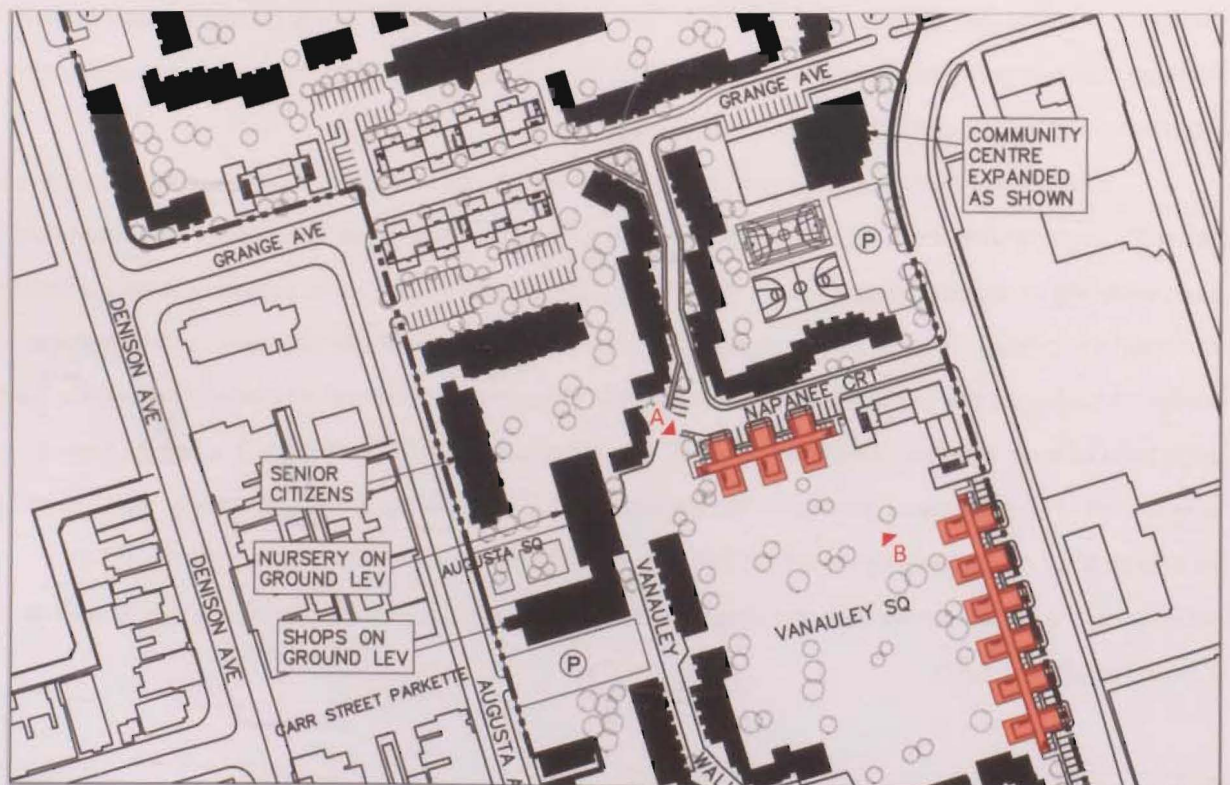 P
P
GRANGE AVE
COMMUNITY
CENTRE
EXPANDED
AS SHOWN
GRANGE AVE
P
DENISON AVE
NAPANEE CRT
A
SENIOR
CITIZENS
NURSERY ON
GROUND LEV
AUGUSTA SQ
B
DENISON AVE
VANAULEY
VANAULEY SQ
SHOPS ON
GROUND LEV
P
CARR STREET PARKETTE
AUGUSTA A
WAL